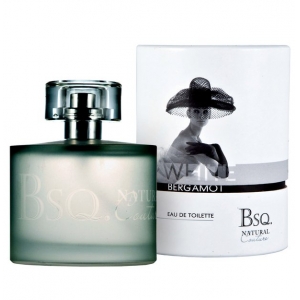 Bsq. NATURAL
Couture
WHITE
BERGAMOT
EAU DE TOILETTE
Bsq.
NATURAL
Couture